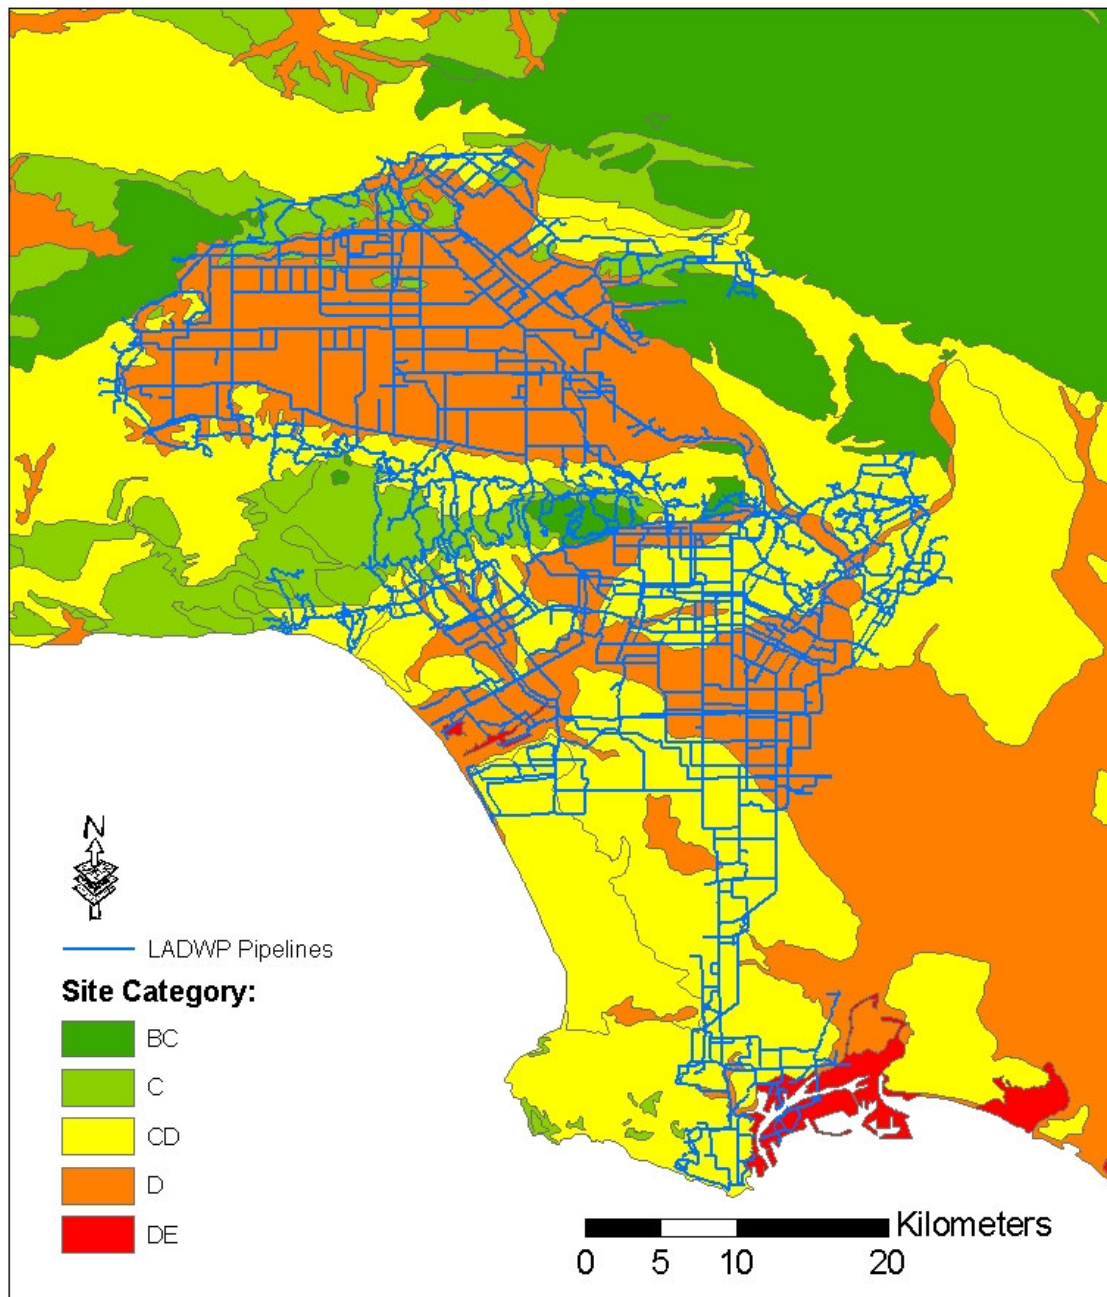 N
LADWP Pipelines
Site Category:
BC
C
CD
D
DE
Kilometers
0 5 10 20